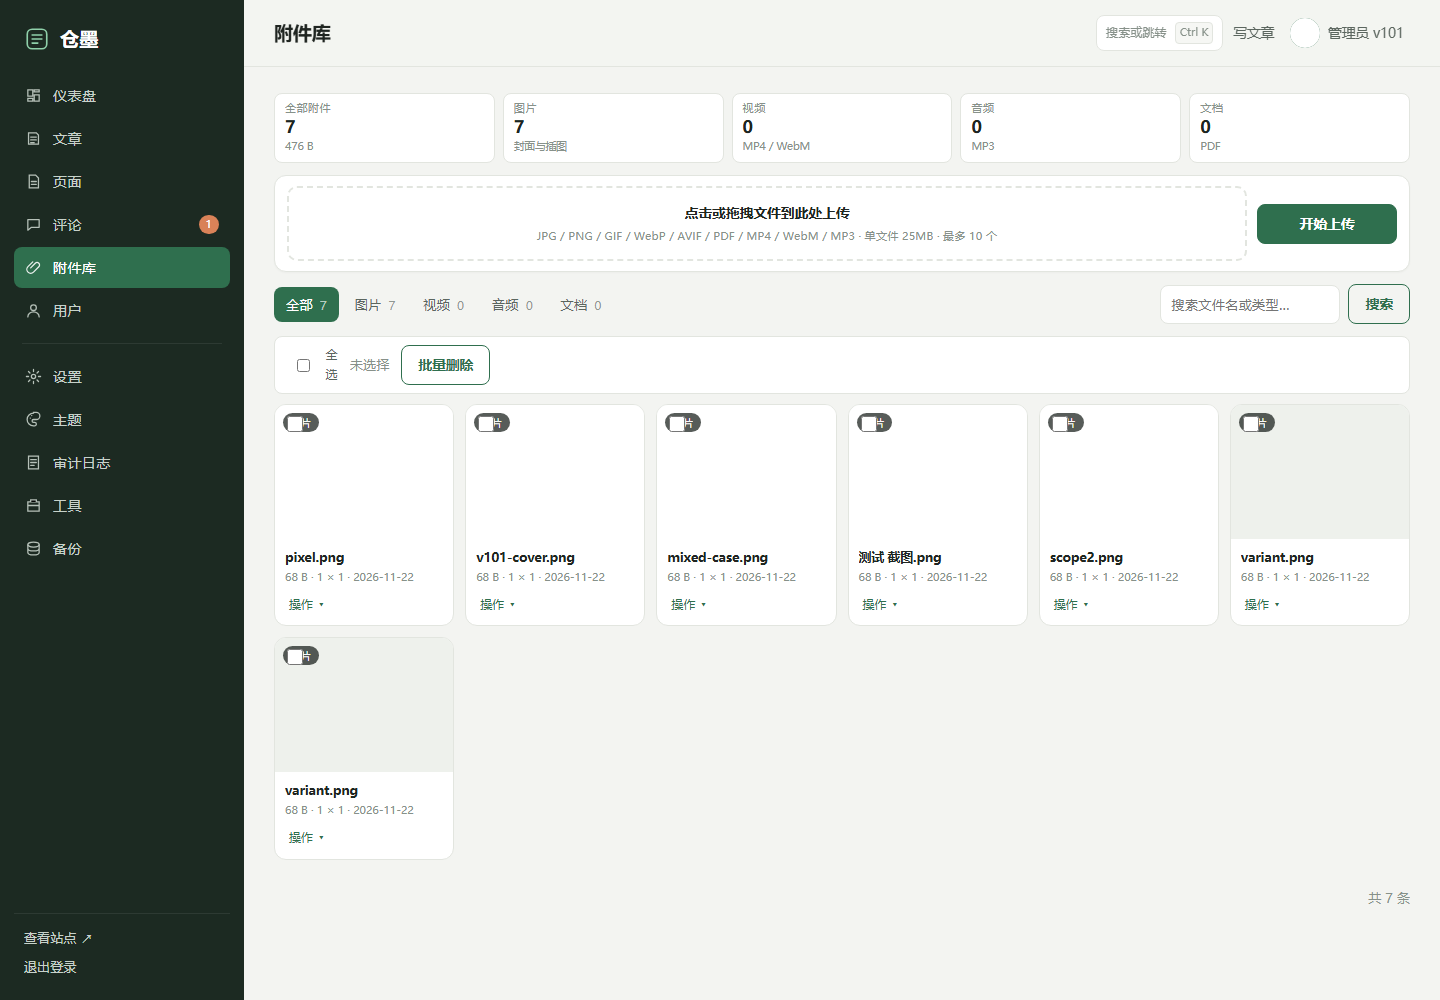 仓墨
仪表盘
文章
页面
评论 1
附件库
用户
设置
主题
审计日志
工具
备份
查看站点 ↗
退出登录
附件库
搜索或跳转 Ctrl K 写文章 管理员 v101
全部附件
7
476 B
图片
7
封面与插图
视频
0
MP4 / WebM
音频
0
MP3
文档
0
PDF
点击或拖拽文件到此处上传
JPG / PNG / GIF / WebP / AVIF / PDF / MP4 / WebM / MP3 · 单文件 25MB · 最多 10 个
开始上传
全部 7 图片 7 视频 0 音频 0 文档 0
搜索文件名或类型... 搜索
全
选
未选择 批量删除
片
pixel.png
68 B · 1 × 1 · 2026-11-22
操作 ▾
片
v101-cover.png
68 B · 1 × 1 · 2026-11-22
操作 ▾
片
mixed-case.png
68 B · 1 × 1 · 2026-11-22
操作 ▾
片
测试 截图.png
68 B · 1 × 1 · 2026-11-22
操作 ▾
片
scope2.png
68 B · 1 × 1 · 2026-11-22
操作 ▾
片
variant.png
68 B · 1 × 1 · 2026-11-22
操作 ▾
片
variant.png
68 B · 1 × 1 · 2026-11-22
操作 ▾
共 7 条